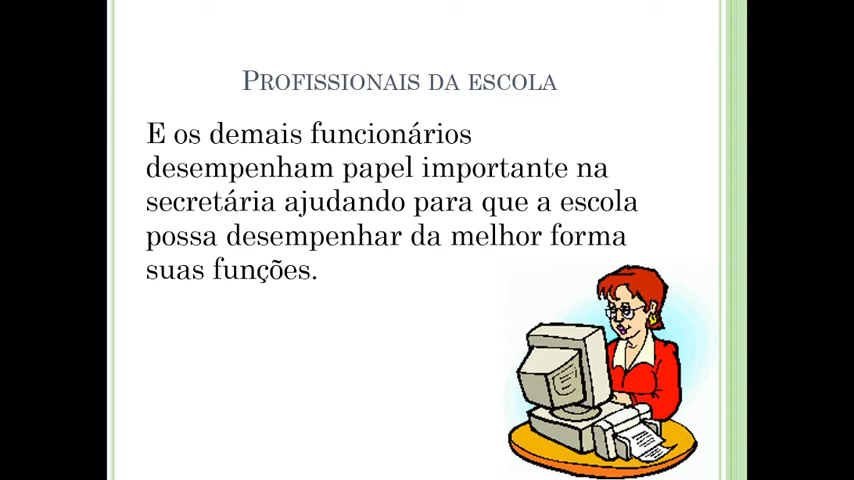 Profissionais da escola
E os demais funcionários
desempenham papel importante na
secretária ajudando para que a escola
possa desempenhar da melhor forma
suas funções.